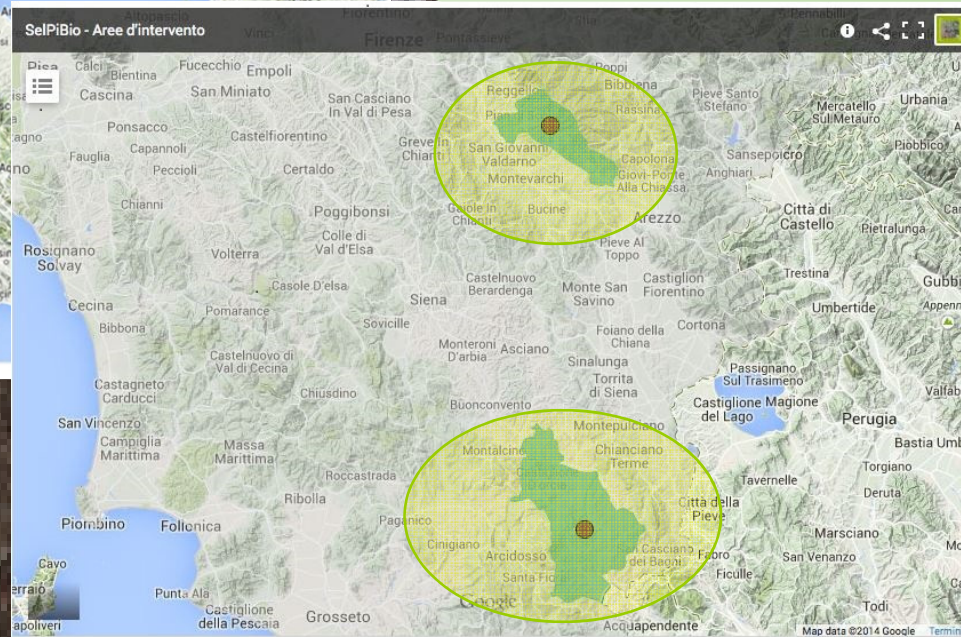 SelPiBio - Aree d'intervento
Fiorentino
Vinci
Firenze
Pontassieve
Pisa
Calci
Bientina
Fucecchio
Empoli
Cascina
San Miniato
San Casciano
In Val di Pesa
Ponsacco
Capannoli
Castelfiorentino
Fauglia
Peccioli
Certaldo
Chianni
Poggibonsi
Rosignano
Solvay
Volterra
Colle di
Val d'Elsa
Reggello
Poppi
Bibbiena
Rassina
San Giovanni
Valdarno
Montevarchi
Capolona
Giovi-Ponte
Alla Chiassa
Gaiole in
Chianti
Bucine
Arezzo
Pieve Al
Toppo
Pieve Santo
Stefano
Mercatello
Sul Metauro
Urbania
Piobbico
Sansepolcro
Anghiari
Città di
Castello
Pietralunga
Casole D'elsa
Siena
Castelnuovo
Berardenga
Monte San
Savino
Castiglion
Fiorentino
Trestina
Umbertide
Cecina
Pomarance
Bibbona
Sovicille
Monteroni
D'arbia
Asciano
Foiano della
Chiana
Cortona
Castelnuovo di
Val di Cecina
Sinalunga
Torrita
di Siena
Passignano
Sul Trasimeno
Castagneto
Carducci
Chiusdino
Buonconvento
Castiglione
del Lago
Magione
San Vincenzo
Perugia
Campiglia
Marittima
Massa
Marittima
Montalcino
Montepulciano
Chianciano
Terme
Bastia Umb
Roccastrada
Torgiano
Tavernelle
Deruta
Ribolla
Piombino
Follonica
Paganico
Città della
Pieve
Marsciano
Cinigiano
Arcidosso
Casciano
dei Bagni
Fabro
San Venanzo
Ficulle
Cavo
Punta Ala
Santa Fio
Google
Castiglione
della Pescaia
Grosseto
Acquapendente
Todi
Map data ©2014 Google
Termin